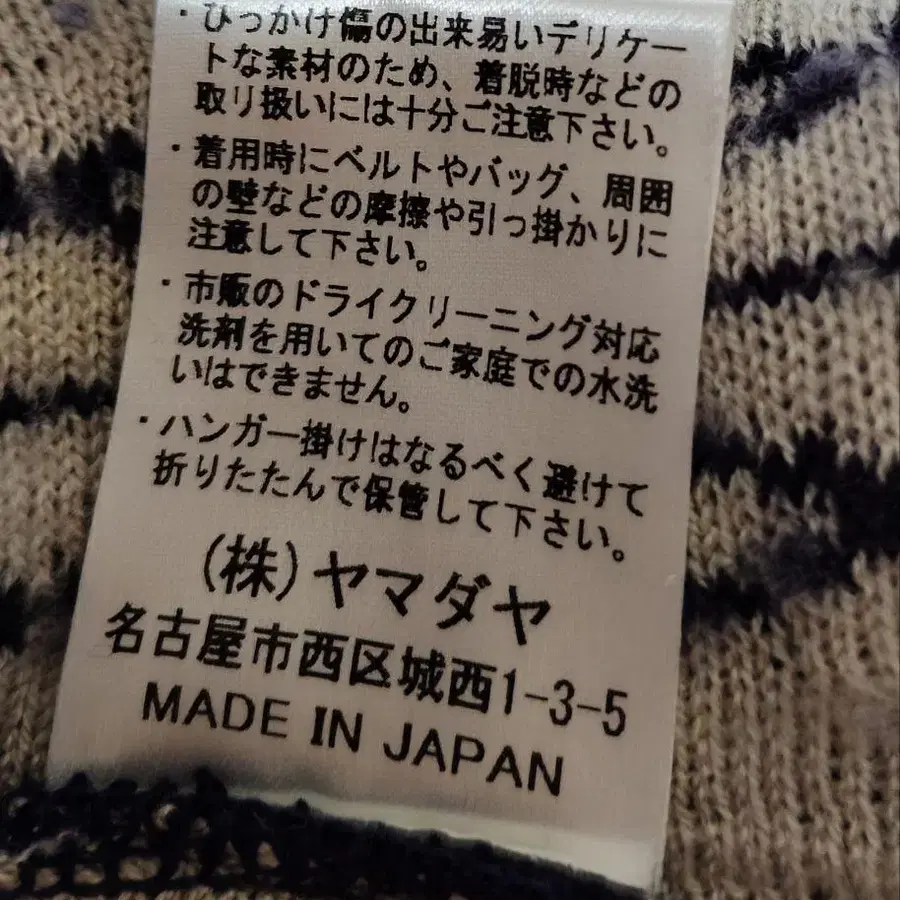 ・ひっかけ傷の出来易いデリケー
トな素材のため、着脱時などの
取り扱いには十分ご注意下さい。
・着用時にベルトやバッグ、周囲
の壁などの摩擦や引っ掛かりに
注意して下さい。
・市販のドライクリーニング対応
洗剤を用いてのご家庭での水洗
いはできません。
・ハンガー掛けはなるべく避けて
折りたたんで保管して下さい。
(株)ヤマダヤ
名古屋市西区城西1-3-5
MADE IN JAPAN